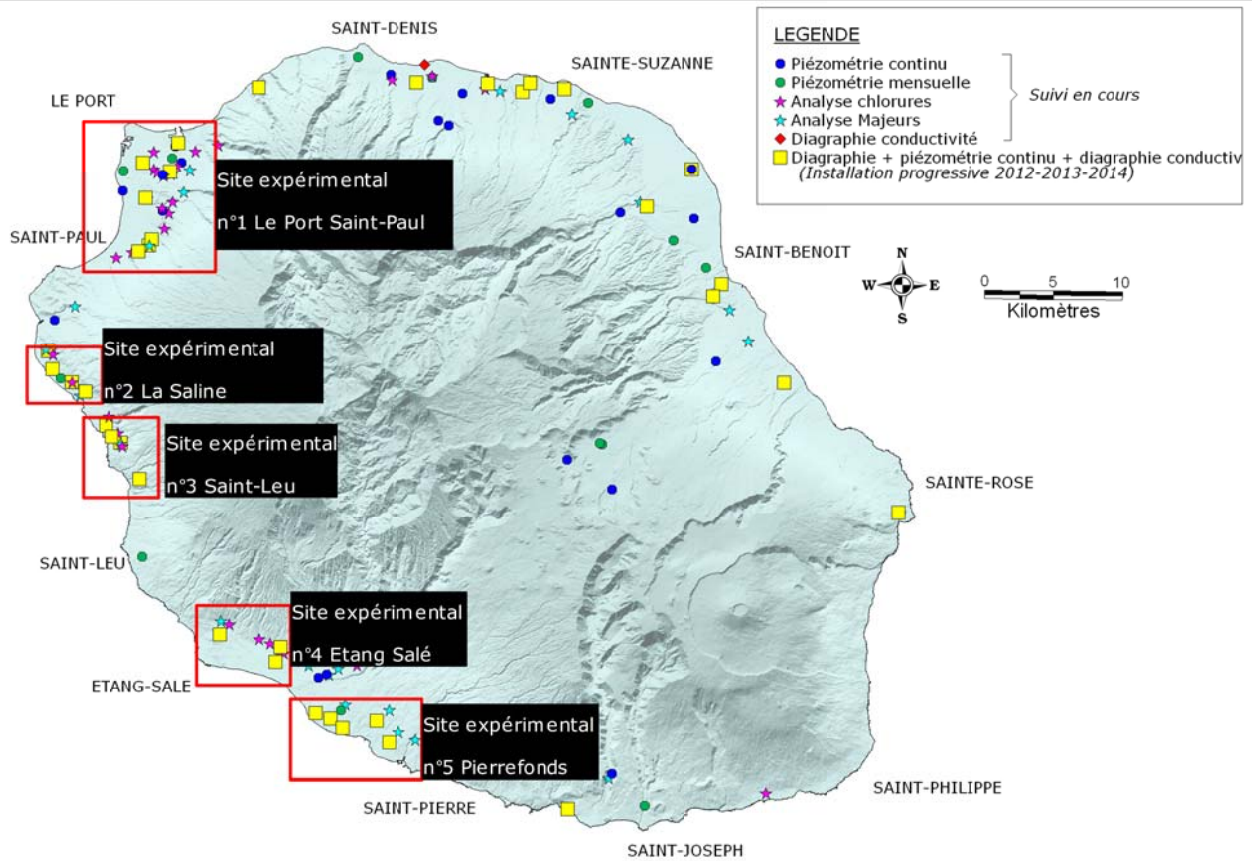 SAINT-DENIS
SAINTE-SUZANNE
LE PORT
LEGENDE
Piézométrie continu
Piézométrie mensuelle
Analyse chlorures
Analyse Majeurs
Diagraphie conductivité
Suivi en cours
Diagraphie + piézométrie continu + diagraphie conductiv
(Installation progressive 2012-2013-2014)
Site expérimental
n°1 Le Port Saint-Paul
SAINT-PAUL
SAINT-BENOIT
N
W E
S
0 5 10
Kilomètres
Site expérimental
n°2 La Saline
Site expérimental
n°3 Saint-Leu
SAINTE-ROSE
SAINT-LEU
Site expérimental
n°4 Etang Salé
ETANG-SALE
Site expérimental
n°5 Pierrefonds
SAINT-PIERRE
SAINT-PHILIPPE
SAINT-JOSEPH